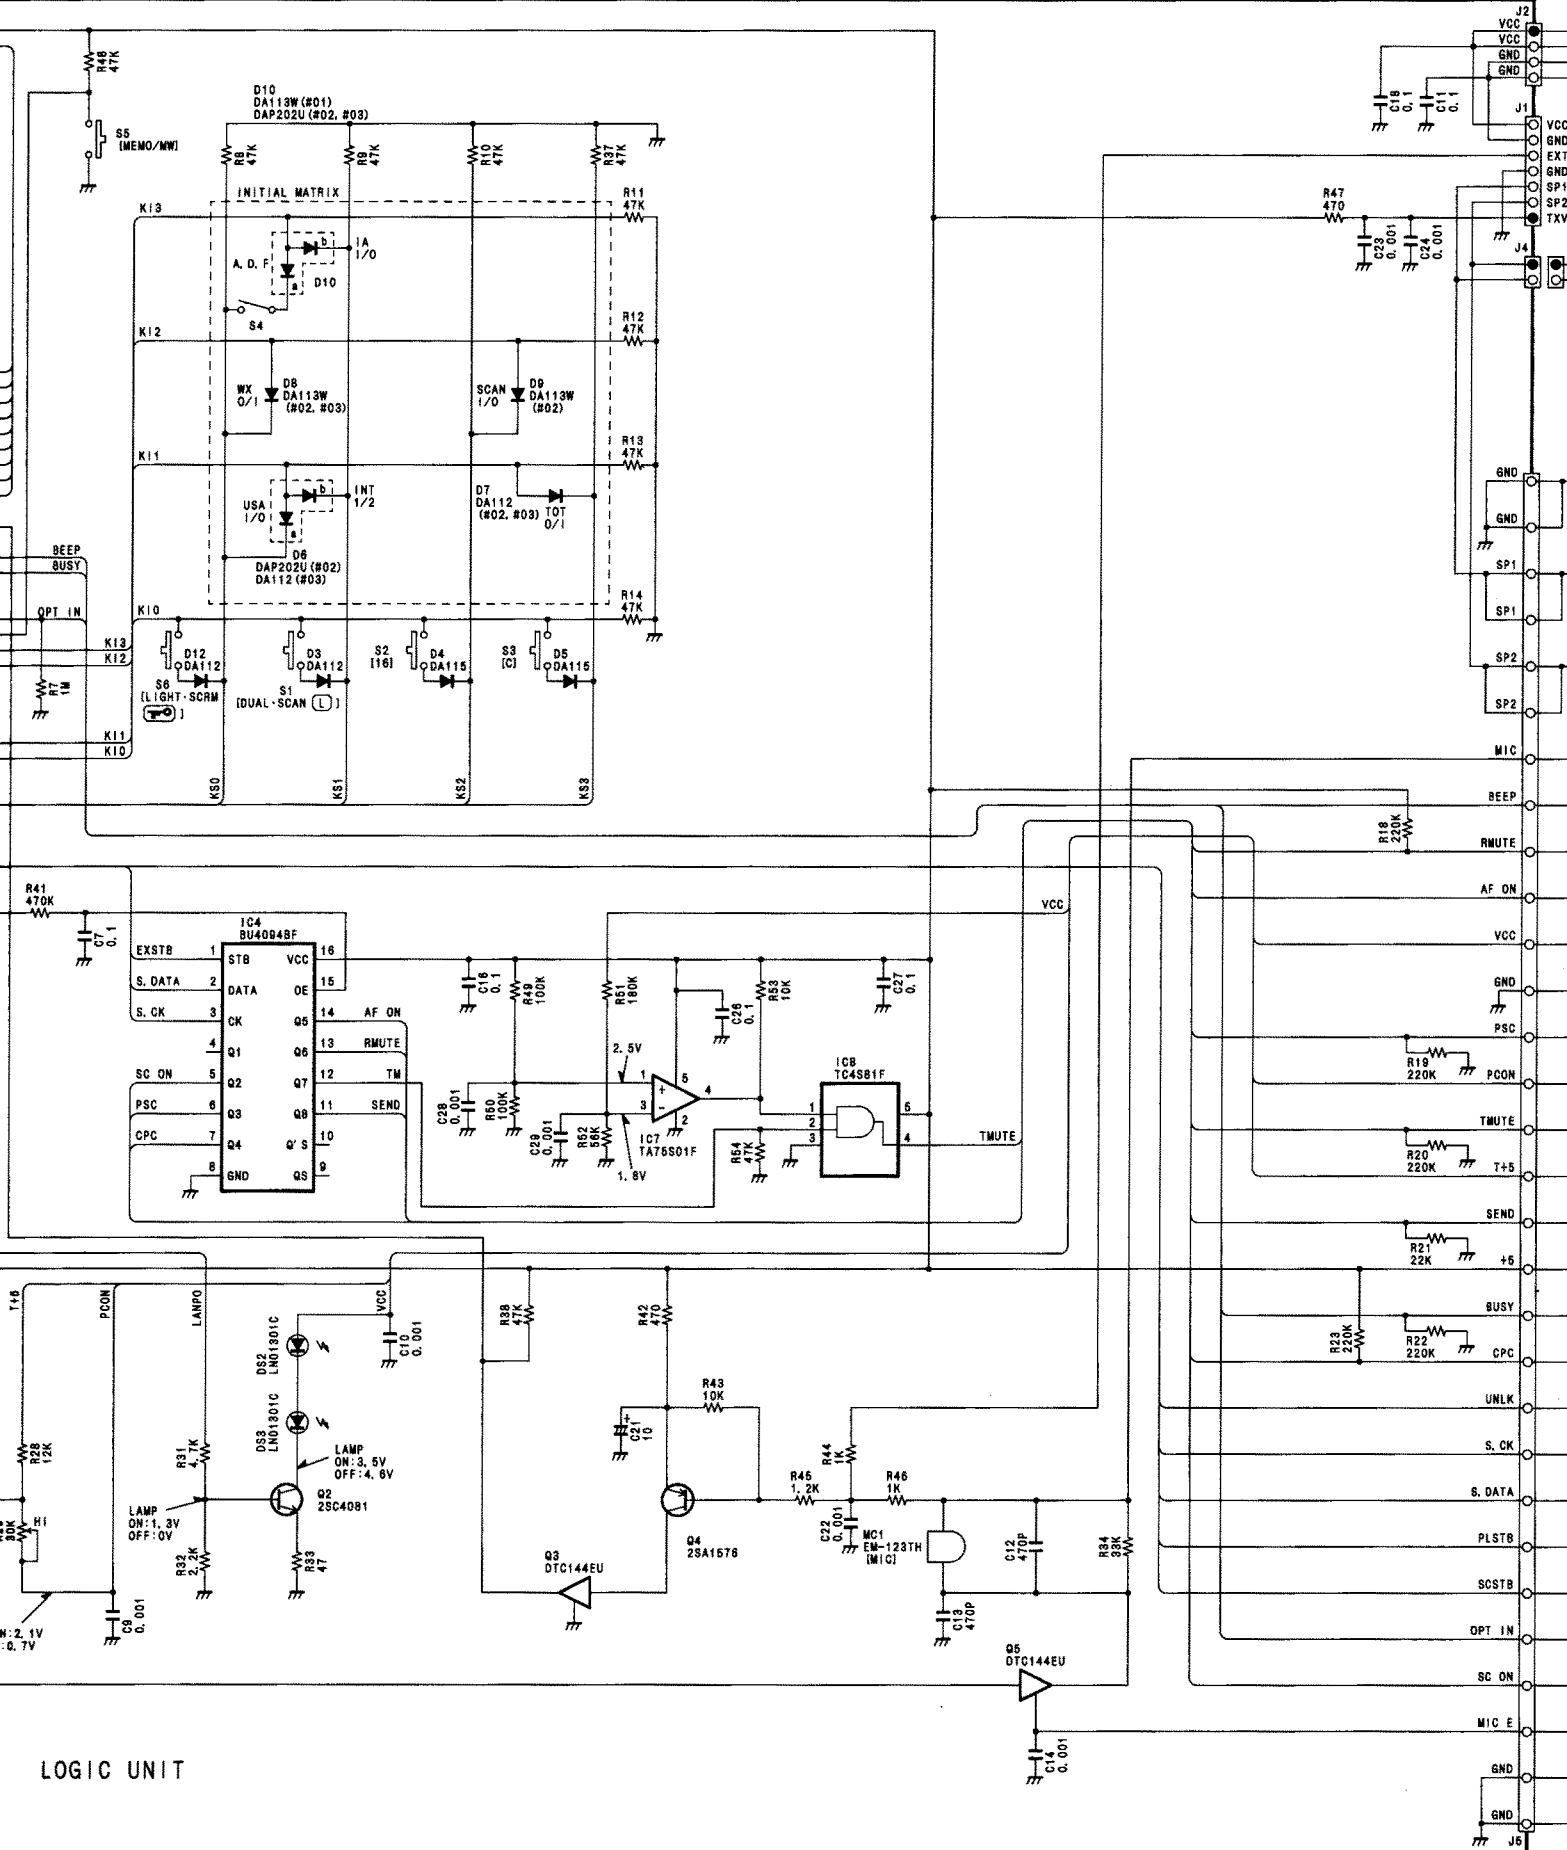 J2
VCC
VCC
GND
GND
C18
0.1
C11
0.1
J1
VCC
GND
EXT
GND
SP1
SP2
TXV
R47
470
C23
0.001
C24
0.001
J4
47K
S5
[MEMO/MW]
D10
DA113W(#01)
DAP202U(#02,#03)
R8
47K
R9
47K
R10
47K
R37
47K
INITIAL MATRIX
R11
47K
KI3
A.D.F
b
IA
1/0
a
D10
S4
KI2
R12
47K
WX
0/1
D8
DA113W
(#02,#03)
SCAN
1/0
D9
DA113W
(#02)
KI1
R13
47K
USA
1/0
b
INT
1/2
a
D7
DA112
(#02,#03)
TOT
0/1
D6
DAP202U(#02)
DA112(#03)
BEEP
BUSY
OPT IN
KI0
R14
47K
KI3
KI2
R7
1M
D12
DA112
S6
[LIGHT·SCRM
]
D3
DA112
S1
[DUAL·SCAN L ]
S2
[16]
D4
DA115
S3
[C]
D5
DA115
KI1
KI0
KS0
KS1
KS2
KS3
GND
GND
SP1
SP1
SP2
SP2
MIC
BEEP
R18
220K
RMUTE
AF ON
VCC
GND
PSC
R19
220K
PCON
TMUTE
R20
220K
T+5
SEND
R21
22K
+5
BUSY
R23
220K
R22
220K
CPC
UNLK
S.CK
S.DATA
PLSTB
SCSTB
OPT IN
SC ON
MIC E
GND
GND
J5
R41
470K
C7
0.1
IC4
BU4094BF
EXSTB
1
STB
VCC
16
S.DATA
2
DATA
OE
15
S.CK
3
CK
Q5
14
AF ON
4
Q1
Q6
13
RMUTE
SC ON
5
Q2
Q7
12
TM
PSC
6
Q3
Q8
11
SEND
CPC
7
Q4
Q'S
10
8
GND
QS
9
C16
0.1
R49
100K
R51
180K
C26
0.1
R53
10K
C27
0.1
VCC
2.5V
C28
0.001
R50
100K
C29
0.001
R52
56K
1
+
3
-
5
4
2
IC7
TA75S01F
1.8V
R54
47K
IC8
TC4S81F
1
2
3
5
4
TMUTE
T+5
PCON
LANPO
VCC
C10
0.001
DS2
LN01301C
DS3
LN01301C
R28
12K
R31
4.7K
LAMP
ON:3.5V
OFF:4.6V
Q2
2SC4081
LAMP
ON:1.3V
OFF:0V
HI
R32
2.2K
R33
47
C9
0.001
N:2.1V
:0.7V
R38
47K
R42
470
R43
10K
+
C21
10
Q4
2SA1576
Q3
DTC144EU
R44
1K
R45
1.2K
R46
1K
C22
0.001
MC1
EM-123TH
[MIC]
C12
470P
R34
33K
C13
470P
Q5
DTC144EU
C14
0.001
LOGIC UNIT